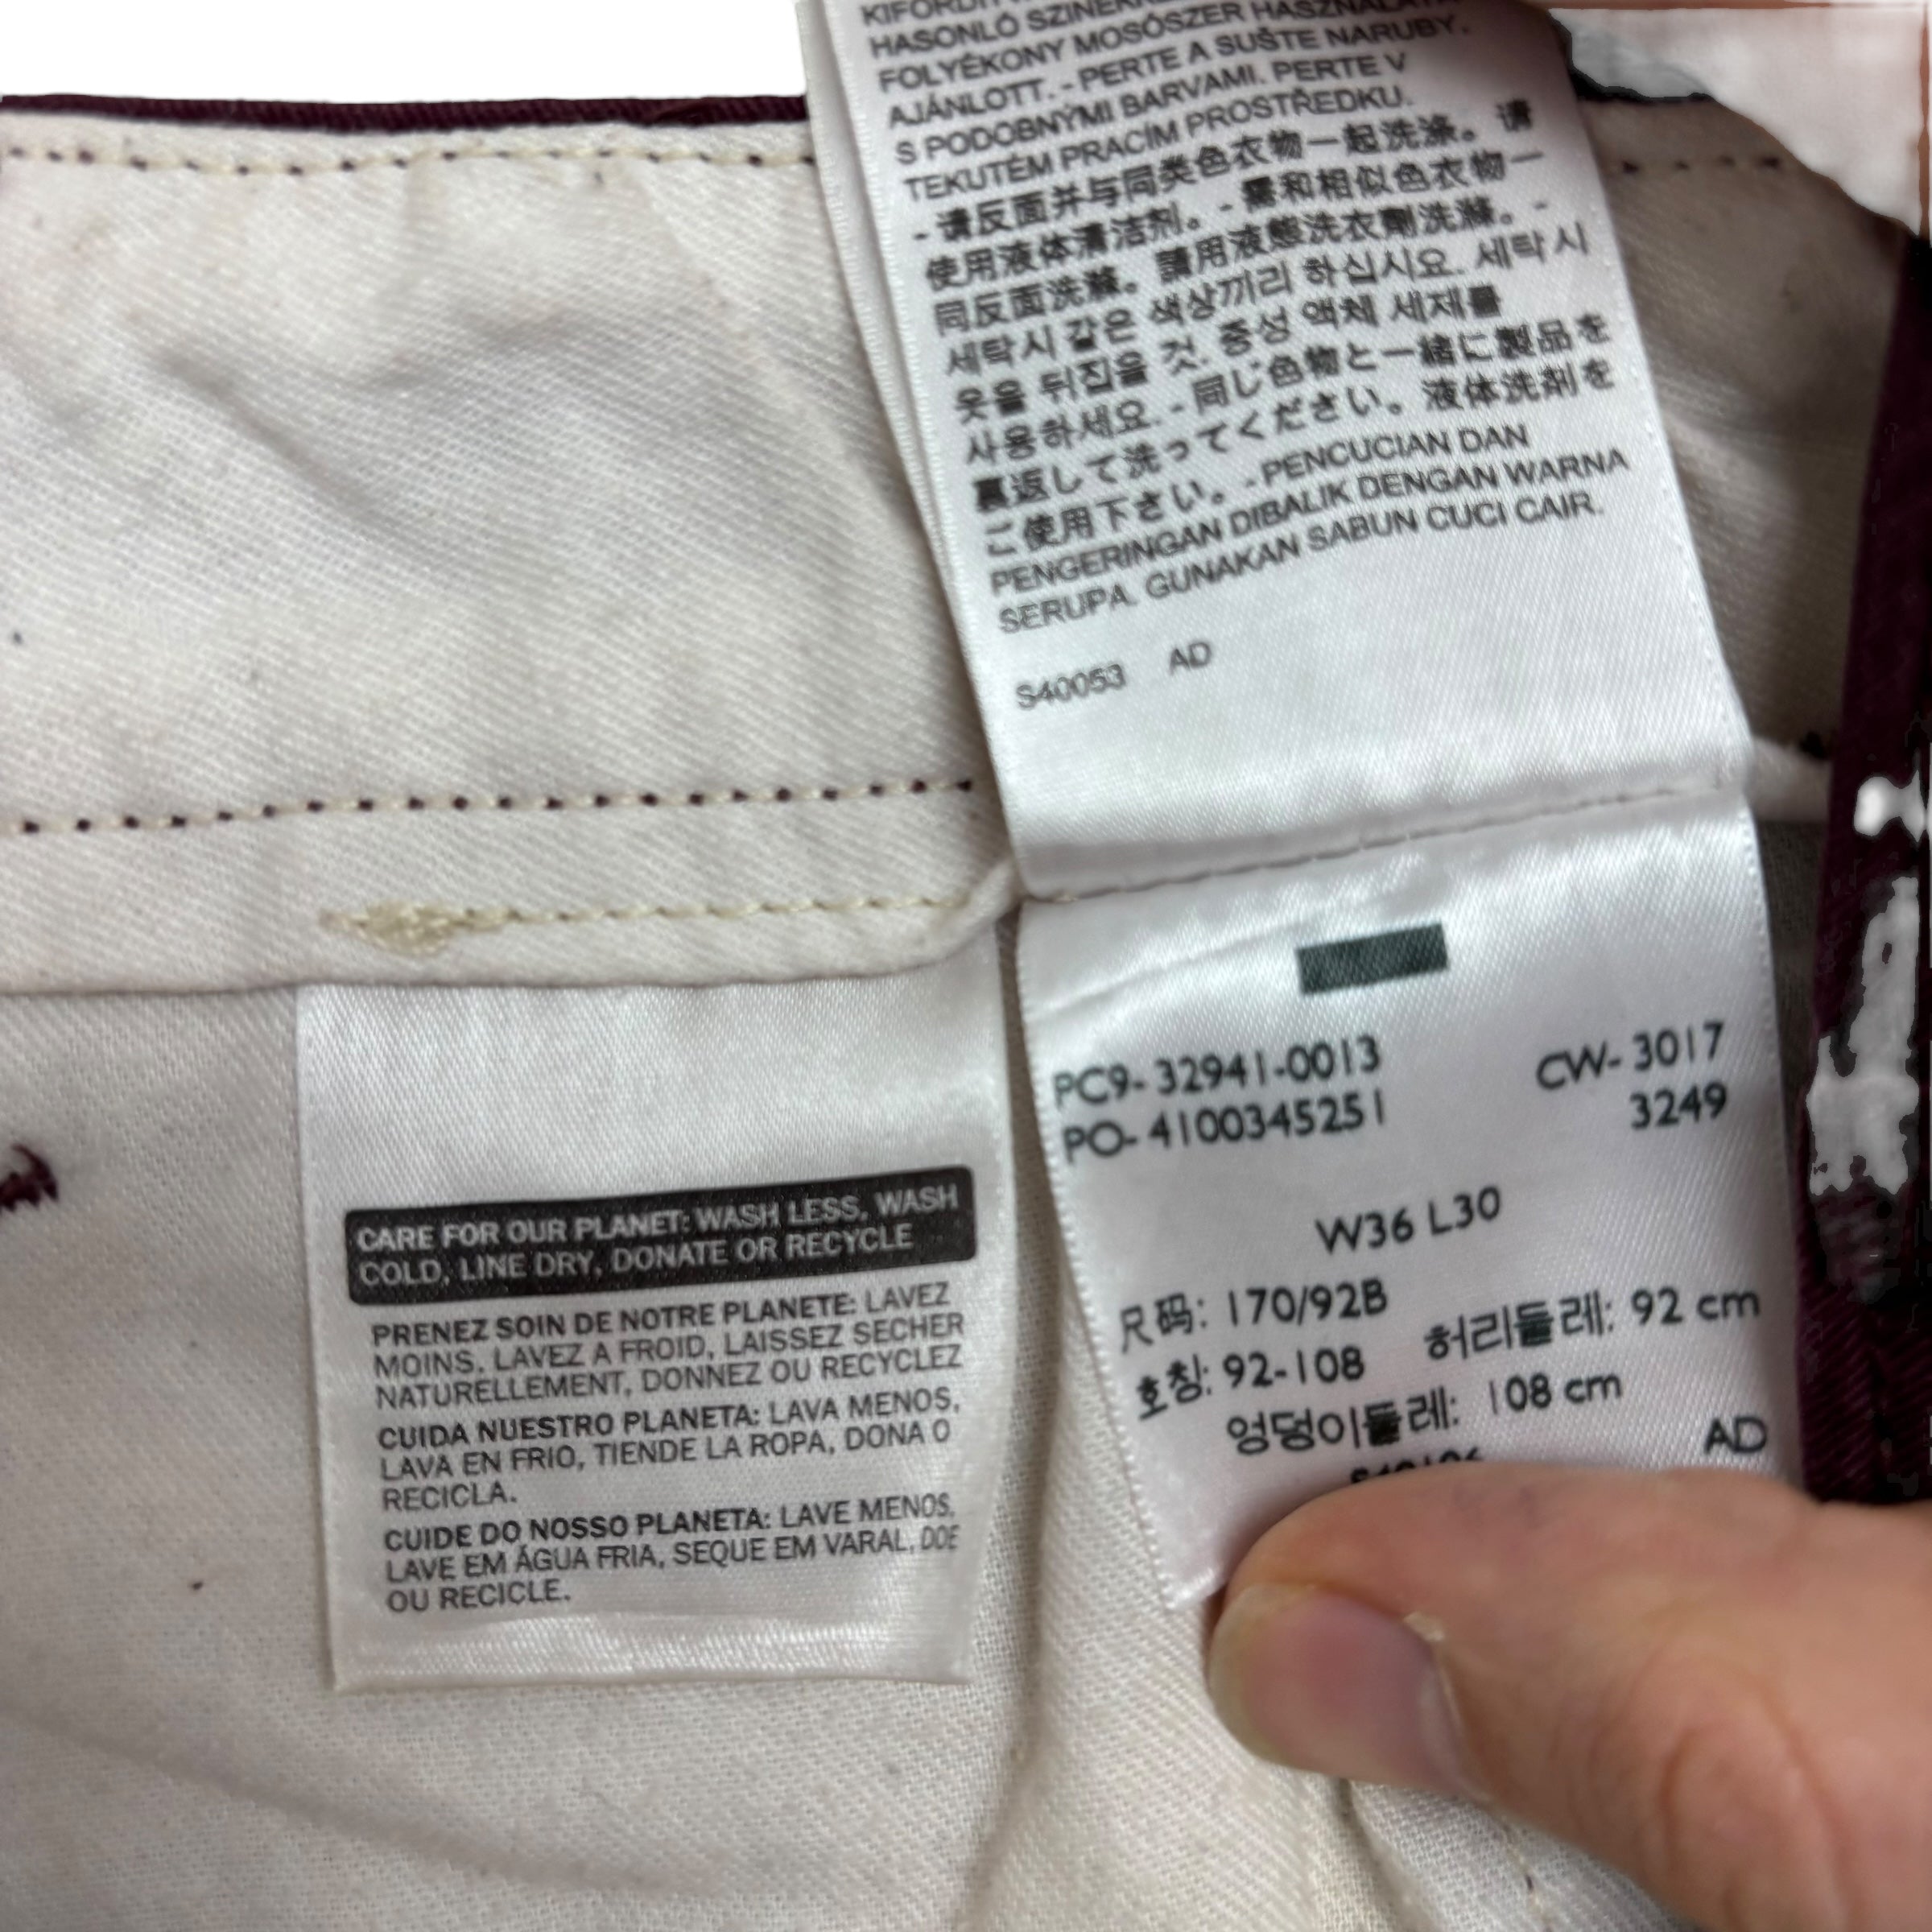 HASONLÓ SZINEKKEL
FOLYÉKONY MOSÓSZER HASZNÁLATA
AJÁNLOTT. - PERTE A SUŠTE NARUBY.
S PODOBNÝMI BARVAMI. PERTE V
TEKUTÉM PRACÍM PROSTŘEDKU.
- 请反面并与同类色衣物一起洗涤。请
使用液体清洁剂。- 需和相似色衣物一
同反面洗滌。請用液態洗衣劑洗滌。-
세탁시 같은 색상끼리 하십시요. 세탁시
옷을 뒤집을 것. 중성 액체 세제를
사용하세요. - 同じ色物と一緒に製品を
裏返して洗ってください。液体洗剤を
ご使用下さい。- PENCUCIAN DAN
PENGERINGAN DIBALIK DENGAN WARNA
SERUPA. GUNAKAN SABUN CUCI CAIR.
S40053 AD
PC9- 32941-0013 CW- 3017
PO- 4100345251 3249
W36 L30
尺码: 170/92B
호칭: 92-108 허리둘레: 92 cm
엉덩이둘레: 108 cm
AD
CARE FOR OUR PLANET: WASH LESS, WASH
COLD, LINE DRY, DONATE OR RECYCLE
PRENEZ SOIN DE NOTRE PLANETE: LAVEZ
MOINS, LAVEZ A FROID, LAISSEZ SECHER
NATURELLEMENT, DONNEZ OU RECYCLEZ
CUIDA NUESTRO PLANETA: LAVA MENOS,
LAVA EN FRIO, TIENDE LA ROPA, DONA O
RECICLA.
CUIDE DO NOSSO PLANETA: LAVE MENOS,
LAVE EM ÁGUA FRIA, SEQUE EM VARAL, DOE
OU RECICLE.